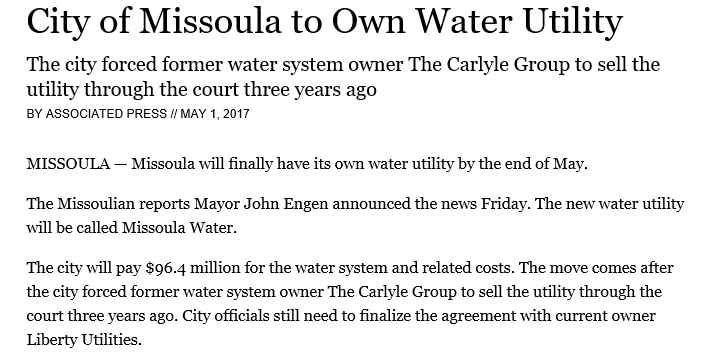 City of Missoula to Own Water Utility
The city forced former water system owner The Carlyle Group to sell the
utility through the court three years ago
BY ASSOCIATED PRESS // MAY 1, 2017
MISSOULA — Missoula will finally have its own water utility by the end of May.
The Missoulian reports Mayor John Engen announced the news Friday. The new water utility
will be called Missoula Water.
The city will pay $96.4 million for the water system and related costs. The move comes after
the city forced former water system owner The Carlyle Group to sell the utility through the
court three years ago. City officials still need to finalize the agreement with current owner
Liberty Utilities.